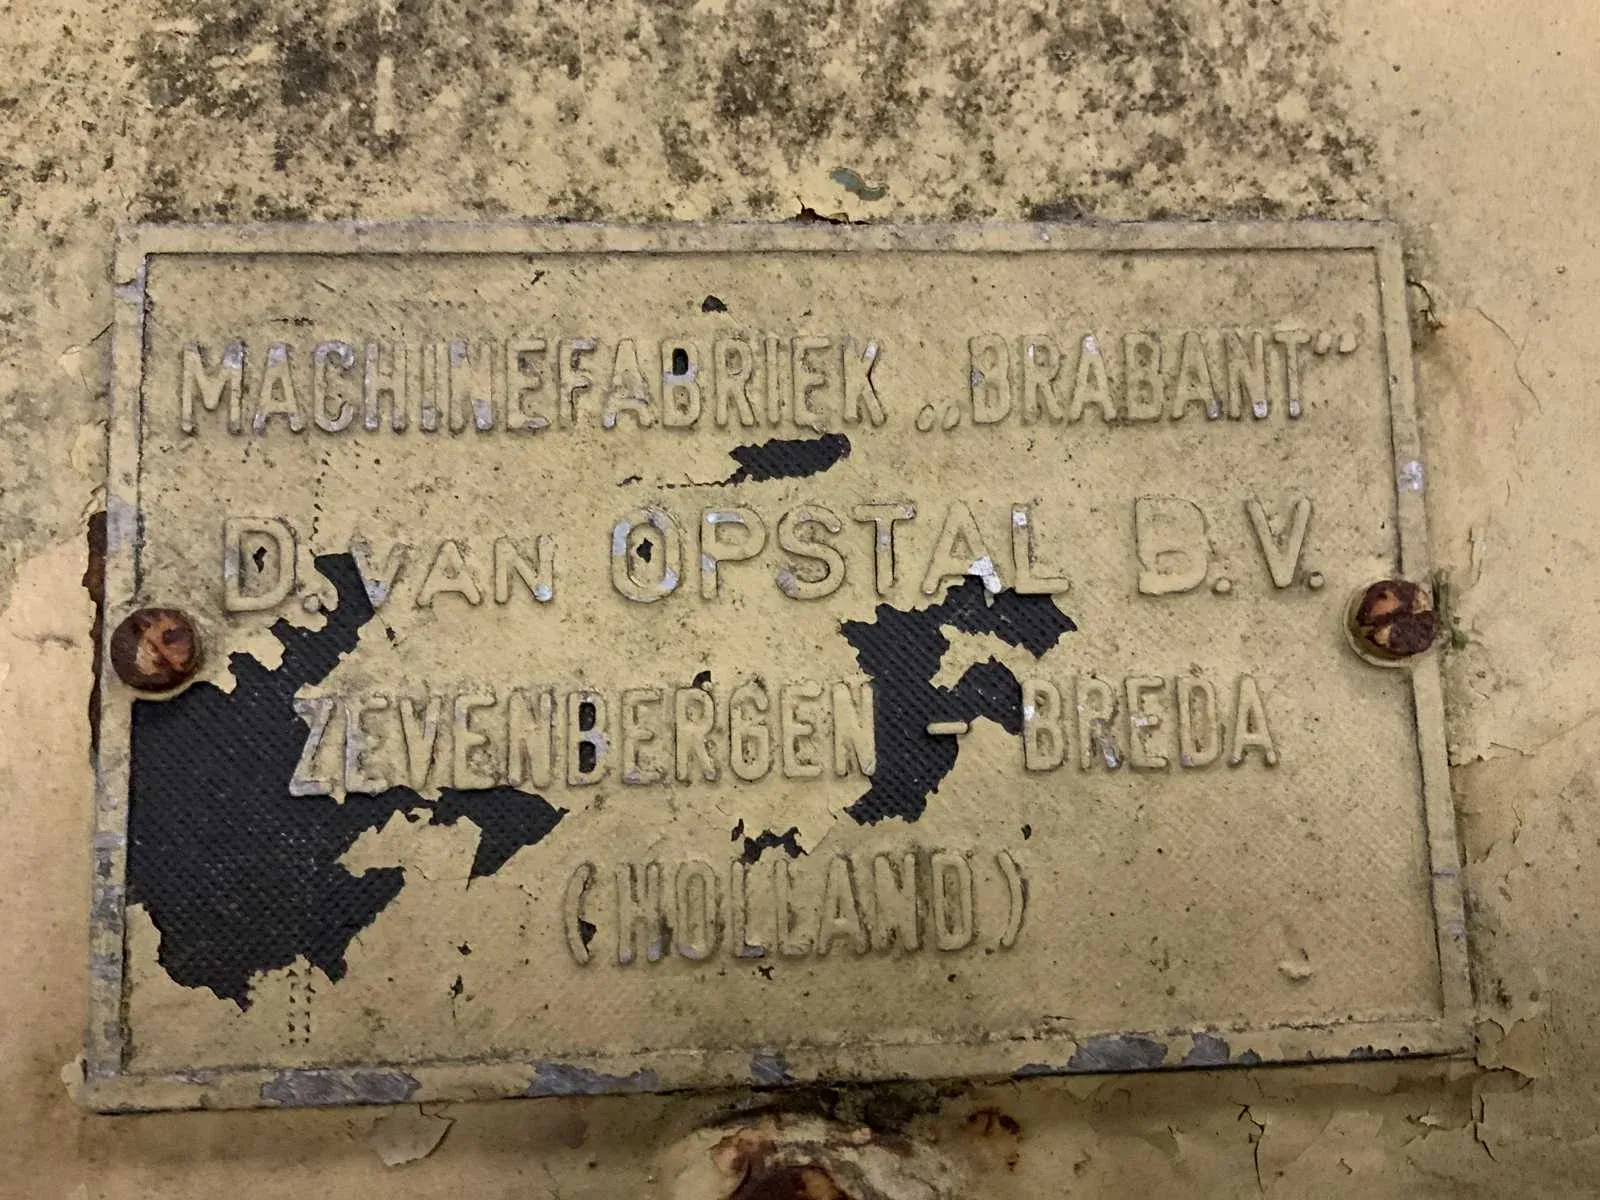 MACHINEFABRIEK „BRABANT”
D. VAN OPSTAL B.V.
ZEVENBERGEN - BREDA
(HOLLAND)